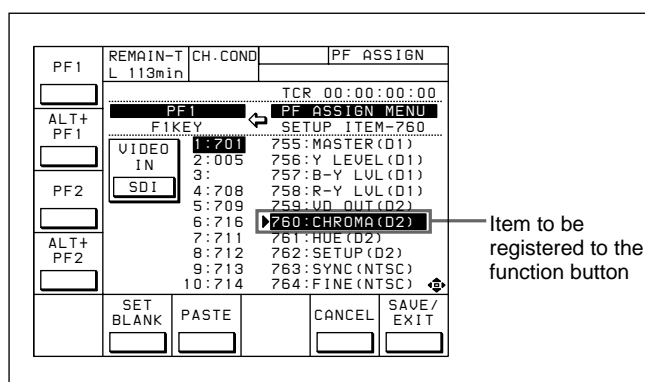 PF1
REMAIN-T CH.COND PF ASSIGN
L 113min
TCR 00:00:00:00
ALT+
PF1
PF1 PF ASSIGN MENU
F1KEY SETUP ITEM-760
VIDEO
IN
SDI
1:701 755:MASTER(D1)
2:005 756:Y LEVEL(D1)
3: 757:B-Y LVL(D1)
PF2
4:708 758:R-Y LVL(D1)
5:709 759:VD OUT(D2)
6:716 760:CHROMA(D2)
ALT+
PF2
7:711 761:HUE(D2)
8:712 762:SETUP(D2)
9:713 763:SYNC(NTSC)
10:714 764:FINE(NTSC)
SET
BLANK
PASTE
CANCEL
SAVE/
EXIT
Item to be
registered to the
function button